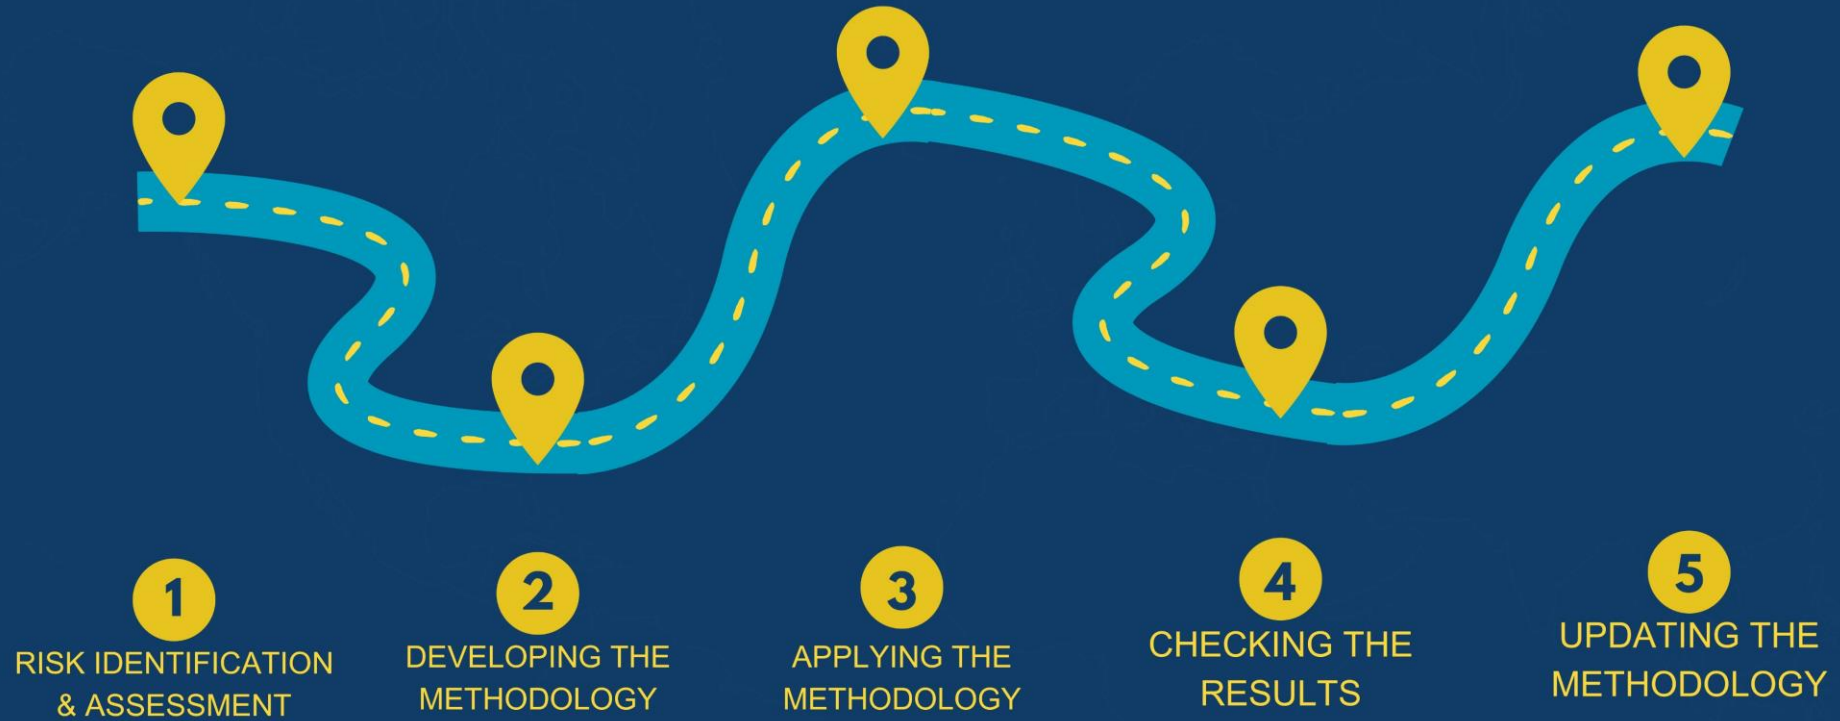 1
RISK IDENTIFICATION
& ASSESSMENT
2
DEVELOPING THE
METHODOLOGY
3
APPLYING THE
METHODOLOGY
4
CHECKING THE
RESULTS
5
UPDATING THE
METHODOLOGY